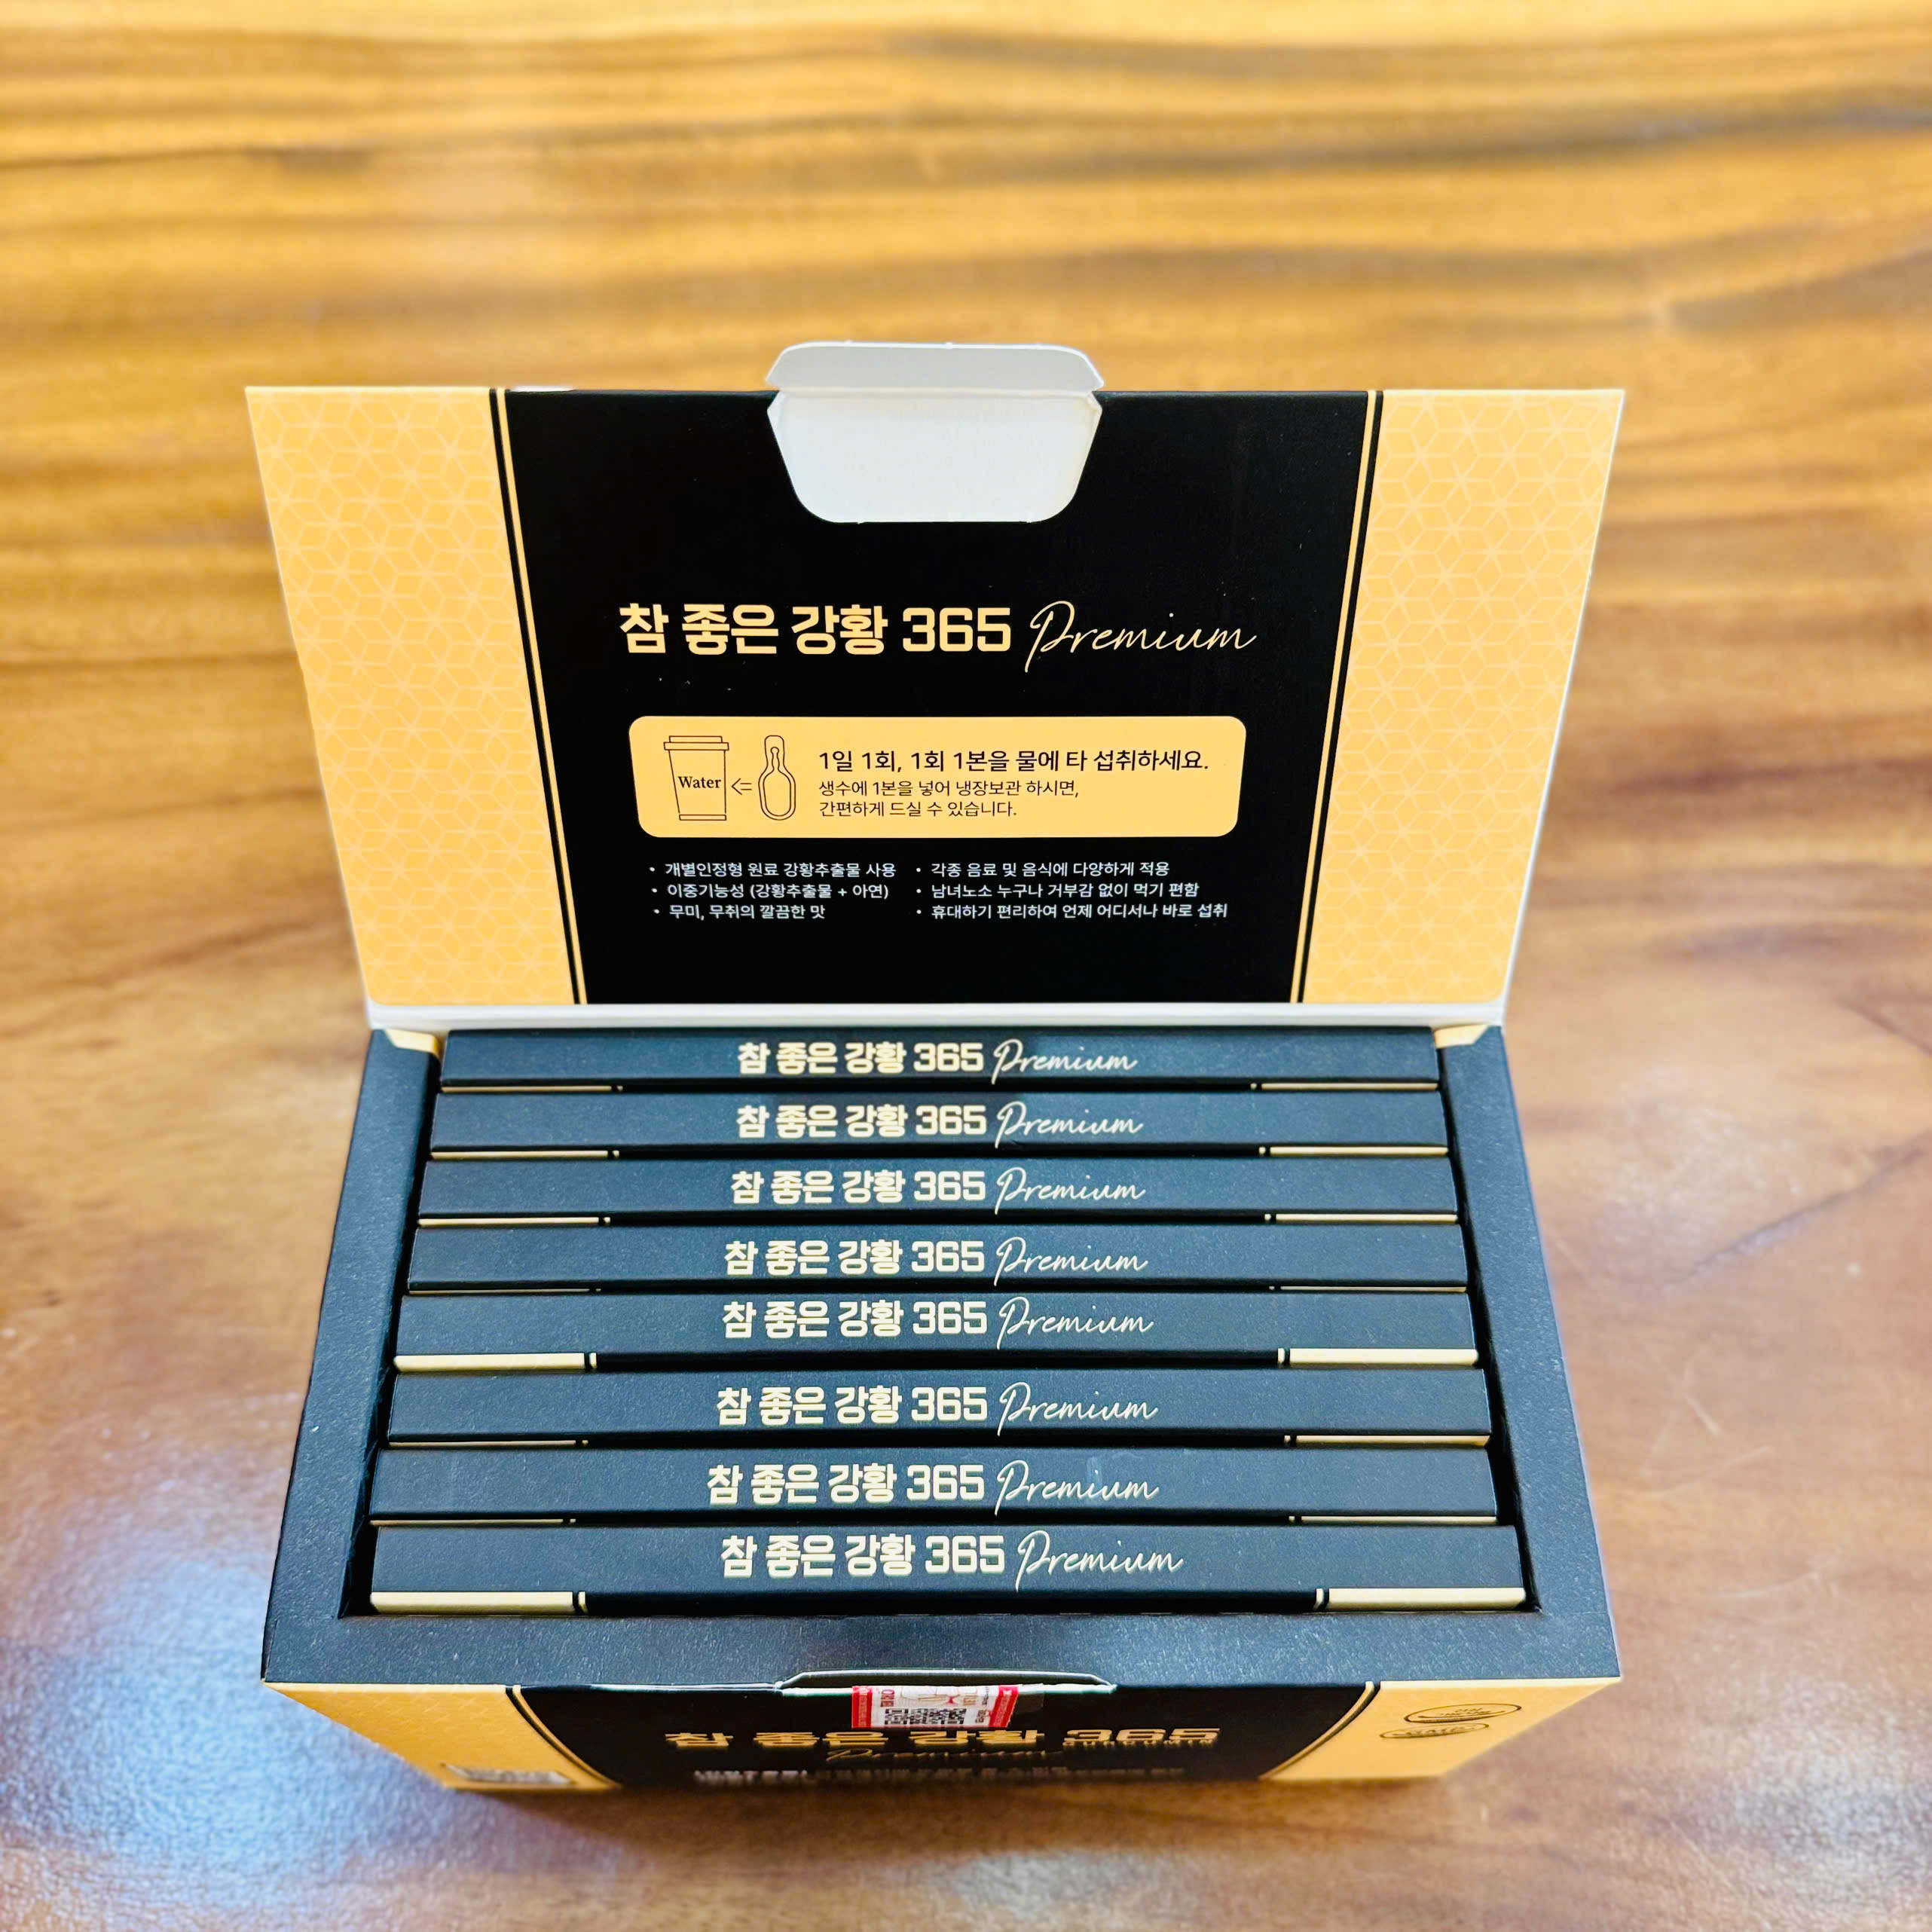 참 좋은 강황 365 Premium
Water
1일 1회, 1회 1본을 물에 타 섭취하세요.
생수에 1본을 넣어 냉장보관 하시면,
간편하게 드실 수 있습니다.
• 개별인정형 원료 강황추출물 사용
• 이중기능성 (강황추출물 + 아연)
• 무미, 무취의 깔끔한 맛
• 각종 음료 및 음식에 다양하게 적용
• 남녀노소 누구나 거부감 없이 먹기 편함
• 휴대하기 편리하여 언제 어디서나 바로 섭취
참 좋은 강황 365 Premium
참 좋은 강황 365 Premium
참 좋은 강황 365 Premium
참 좋은 강황 365 Premium
참 좋은 강황 365 Premium
참 좋은 강황 365 Premium
참 좋은 강황 365 Premium
참 좋은 강황 365 Premium
참 좋은 강황 365
Premium